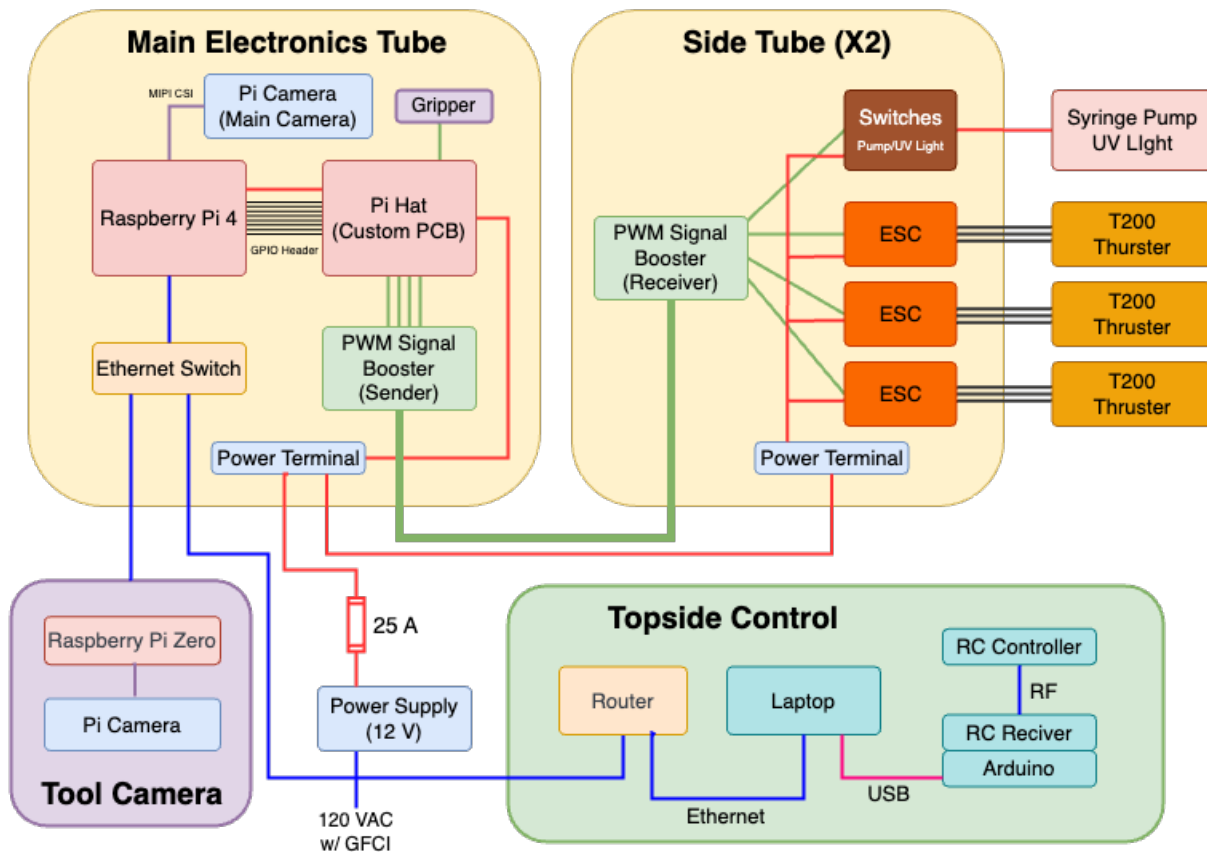 Main Electronics Tube
MIPI CSI
Pi Camera
(Main Camera)
Gripper
Raspberry Pi 4
GPIO Header
Pi Hat
(Custom PCB)
Ethernet Switch
PWM Signal
Booster
(Sender)
Power Terminal
Side Tube (X2)
Switches
Pump/UV Light
Syringe Pump
UV LIght
PWM Signal
Booster
(Receiver)
ESC
T200
Thurster
ESC
T200
Thruster
ESC
T200
Thruster
Power Terminal
Raspberry Pi Zero
Pi Camera
Tool Camera
25 A
Power Supply
(12 V)
120 VAC
w/ GFCI
Topside Control
Router
Laptop
RC Controller
RF
RC Reciver
Arduino
USB
Ethernet